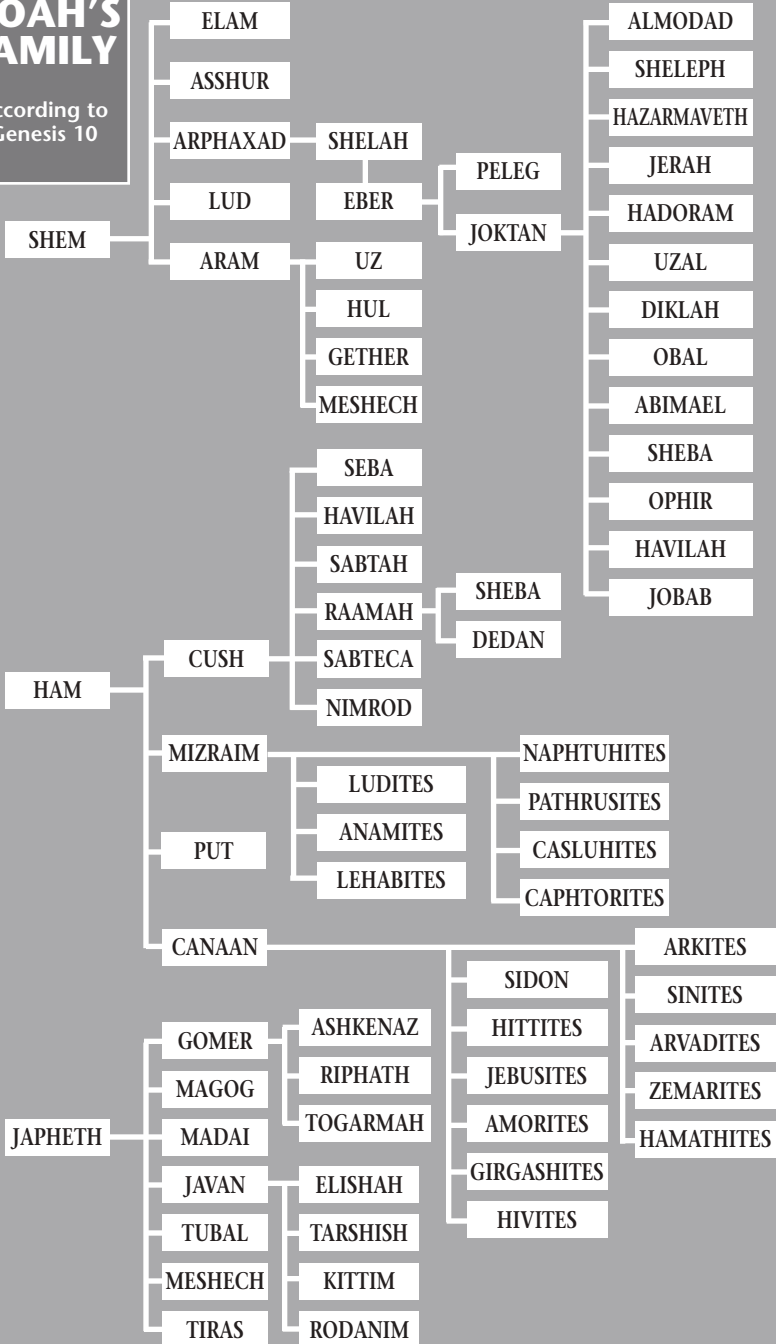 OAH'S
AMILY
ccording to
Genesis 10
SHEM
ELAM
ASSHUR
ARPHAXAD
LUD
ARAM
SHELAH
EBER
UZ
HUL
GETHER
MESHECH
PELEG
JOKTAN
ALMODAD
SHELEPH
HAZARMAVETH
JERAH
HADORAM
UZAL
DIKLAH
OBAL
ABIMAEL
SHEBA
OPHIR
HAVILAH
JOBAB
HAM
CUSH
MIZRAIM
PUT
CANAAN
SEBA
HAVILAH
SABTAH
RAAMAH
SABTECA
NIMROD
SHEBA
DEDAN
LUDITES
ANAMITES
LEHABITES
NAPHTUHITES
PATHRUSITES
CASLUHITES
CAPHTORITES
SIDON
HITTITES
JEBUSITES
AMORITES
GIRGASHITES
HIVITES
ARKITES
SINITES
ARVADITES
ZEMARITES
HAMATHITES
JAPHETH
GOMER
MAGOG
MADAI
JAVAN
TUBAL
MESHECH
TIRAS
ASHKENAZ
RIPHATH
TOGARMAH
ELISHAH
TARSHISH
KITTIM
RODANIM